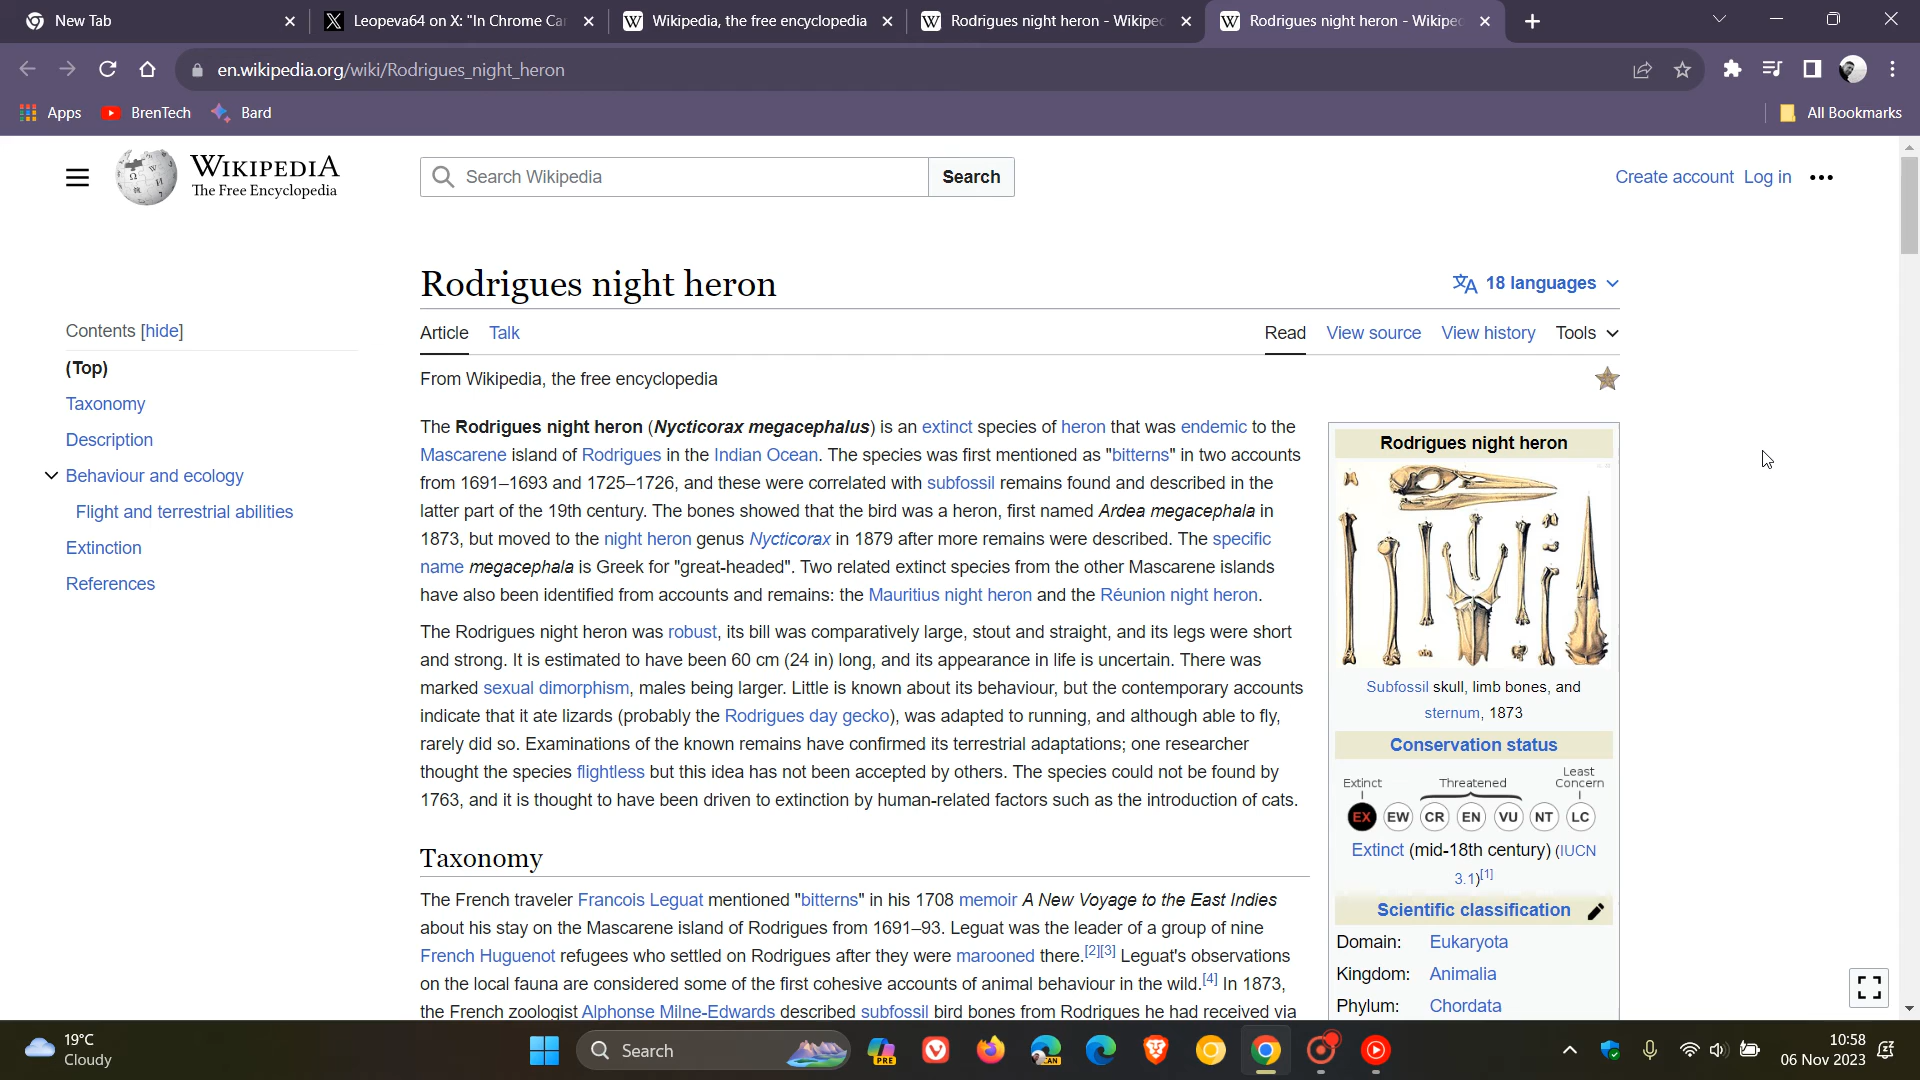 New Tab
Leopeva64 on X: "In Chrome Ca
Wikipedia, the free encyclopedia
Rodrigues night heron - Wikipe
Rodrigues night heron - Wikipe
en.wikipedia.org/wiki/Rodrigues_night_heron
Apps
BrenTech
Bard
All Bookmarks
WIKIPEDIA
The Free Encyclopedia
Search Wikipedia
Search
Create account
Log in
Rodrigues night heron
18 languages
Contents [hide]
(Top)
Taxonomy
Description
Behaviour and ecology
Flight and terrestrial abilities
Extinction
References
Article
Talk
Read
View source
View history
Tools
From Wikipedia, the free encyclopedia
The Rodrigues night heron (Nycticorax megacephalus) is an extinct species of heron that was endemic to the
Mascarene island of Rodrigues in the Indian Ocean. The species was first mentioned as "bitterns" in two accounts
from 1691–1693 and 1725–1726, and these were correlated with subfossil remains found and described in the
latter part of the 19th century. The bones showed that the bird was a heron, first named Ardea megacephala in
1873, but moved to the night heron genus Nycticorax in 1879 after more remains were described. The specific
name megacephala is Greek for "great-headed". Two related extinct species from the other Mascarene islands
have also been identified from accounts and remains: the Mauritius night heron and the Réunion night heron.
The Rodrigues night heron was robust, its bill was comparatively large, stout and straight, and its legs were short
and strong. It is estimated to have been 60 cm (24 in) long, and its appearance in life is uncertain. There was
marked sexual dimorphism, males being larger. Little is known about its behaviour, but the contemporary accounts
indicate that it ate lizards (probably the Rodrigues day gecko), was adapted to running, and although able to fly,
rarely did so. Examinations of the known remains have confirmed its terrestrial adaptations; one researcher
thought the species flightless but this idea has not been accepted by others. The species could not be found by
1763, and it is thought to have been driven to extinction by human-related factors such as the introduction of cats.
Taxonomy
The French traveler Francois Leguat mentioned "bitterns" in his 1708 memoir A New Voyage to the East Indies
about his stay on the Mascarene island of Rodrigues from 1691–93. Leguat was the leader of a group of nine
French Huguenot refugees who settled on Rodrigues after they were marooned there.[2][3] Leguat's observations
on the local fauna are considered some of the first cohesive accounts of animal behaviour in the wild.[4] In 1873,
the French zoologist Alphonse Milne-Edwards described subfossil bird bones from Rodrigues he had received via
Rodrigues night heron
Subfossil skull, limb bones, and
sternum, 1873
Conservation status
Extinct
Threatened
Least
Concern
EX EW CR EN VU NT LC
Extinct (mid-18th century) (IUCN
3.1)[1]
Scientific classification
Domain: Eukaryota
Kingdom: Animalia
Phylum: Chordata
19°C
Cloudy
Search
PRE
CAN
10:58
06 Nov 2023